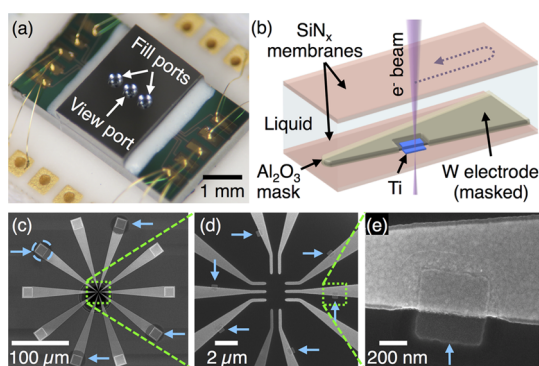 (a)
Fill ports
View port
1 mm
(b)
SiNₓ
membranes
e⁻ beam
Liquid
Al₂O₃
mask
Ti
W electrode
(masked)
(c)
100 µm
(d)
2 µm
(e)
200 nm